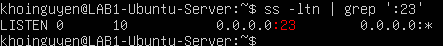 khoinguyen@LAB1-Ubuntu-Server:~$ ss -ltn | grep ':23'
LISTEN 0      10           0.0.0.0:23        0.0.0.0:*
khoinguyen@LAB1-Ubuntu-Server:~$